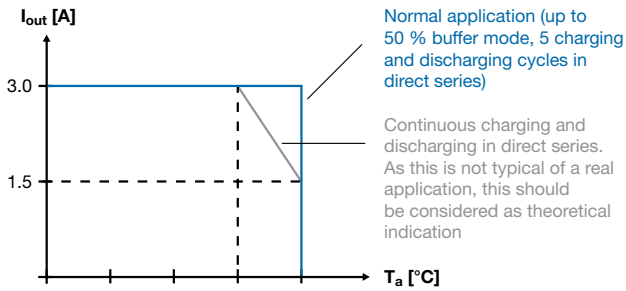 Iout [A]
3.0
1.5
Ta [°C]
Normal application (up to
50 % buffer mode, 5 charging
and discharging cycles in
direct series)
Continuous charging and
discharging in direct series.
As this is not typical of a real
application, this should
be considered as theoretical
indication